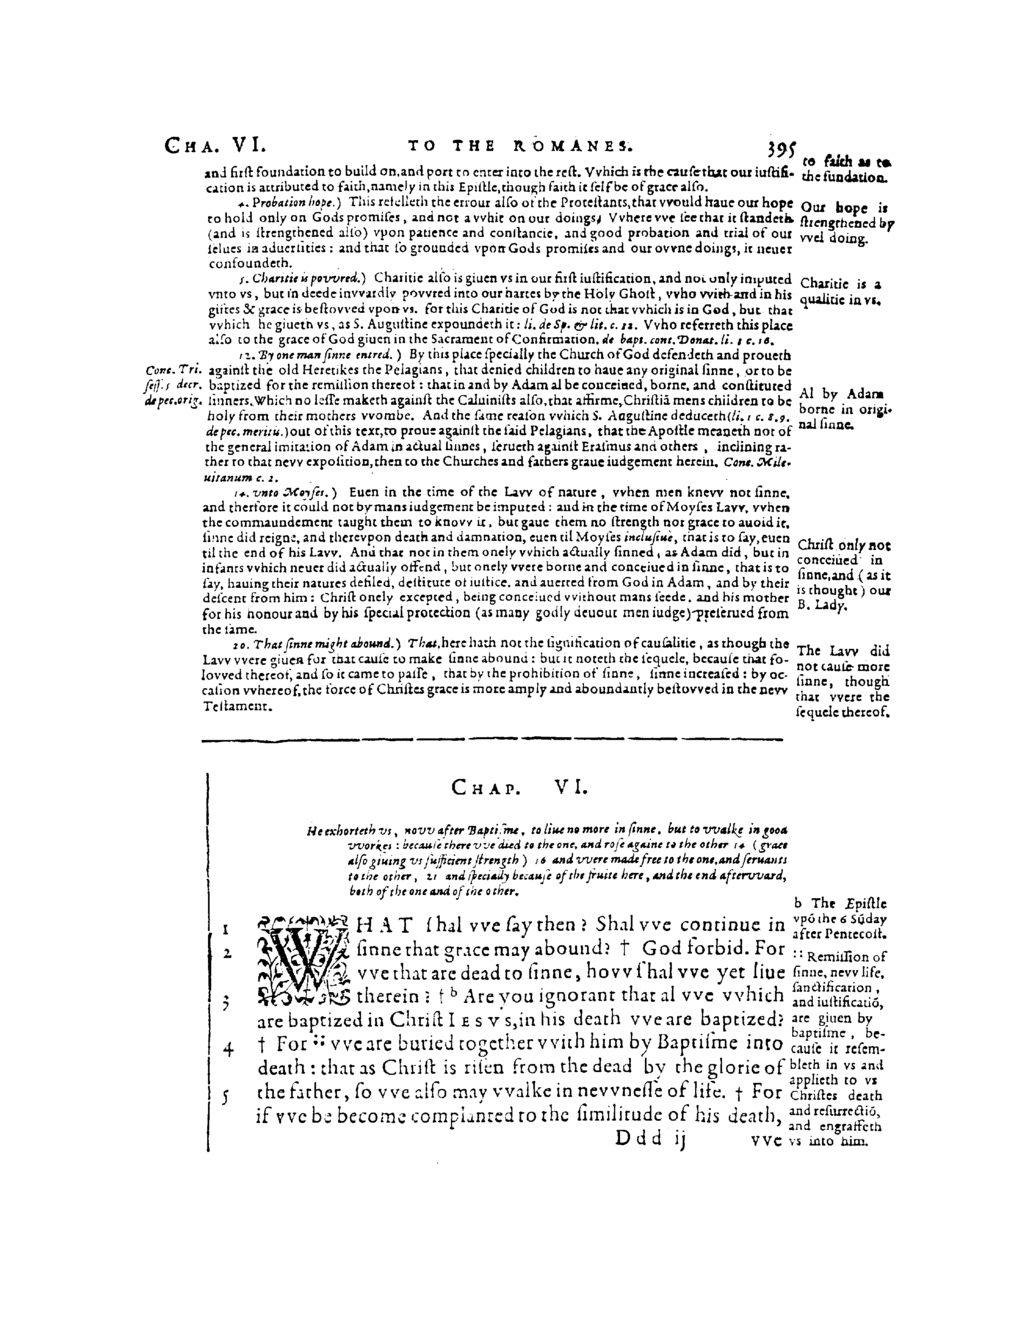 CHA. VI. TO THE ROMANES. 395
and firſt foundation to build on,and port to enter into the reſt. Vvhich is the cauſe that our iuſtifi-
cation is attributed to faith,namely in this Epiſtle,though faith it ſelf be of grace alſo.
to faith as to
the fundation.
4. Probation hope.) This refelleth the errour alſo of the Proteſtants,that vvould haue our hope
to hold only on Gods promiſes, and not a vvhit on our doings, Vvhere vve ſee that it ſtandeth
(and is ſtrengthened alſo) vpon patience and conſtancie, and good probation and trial of our
ſelues in aduerſities : and that ſo grounded vpon Gods promiſes and our ovvne doings, it neuer
confoundeth.
Our hope is
ſtrengthened by
vvel doing.
5. Charitie is povvred.) Charitie alſo is giuen vs in our firſt iuſtification, and not only imputed
vnto vs, but in deede invvardly povvred into our hartes by the Holy Ghoſt, vvho vvith and in his
giftes & grace is beſtovved vpon vs. for this Charitie of God is not that vvhich is in God, but that
vvhich he giueth vs, as S. Auguſtine expoundeth it: li. de Sp. & lit. c. 32. Vvho referreth this place
alſo to the grace of God giuen in the Sacrament of Confirmation. de bapt. cont. Donat. li. 3 c. 16.
Charitie is a
qualitie in vs.
12. By one man ſinne entred.) By this place ſpecially the Church of God defendeth and proueth
againſt the old Heretikes the Pelagians, that denied children to haue any original ſinne, or to be
baptized for the remiſſion thereof : that in and by Adam al be conceiued, borne, and conſtituted
ſinners. Which no leſſe maketh againſt the Caluiniſts alſo,that affirme, Chriſtiā mens children to be
holy from their mothers vvombe. And the ſame reaſon vvhich S. Auguſtine deduceth (li. 1 c. 8.9.
de pec. meritis.) out of this text,to proue againſt the ſaid Pelagians, that the Apoſtle meaneth not of
the general imitation of Adam in actual ſinnes, ſerueth againſt Eraſmus and others, inclining ra-
ther to that nevv expoſition,then to the Churches and fathers graue iudgement herein. Conc. Mile-
uitanum c. 2.
Conc. Tri.
ſeſſ. 5 decr.
de pec.orig.
Al by Adam
borne in origi-
nal ſinne.
14. vnto Moyſes.) Euen in the time of the Lavv of nature, vvhen men knevv not ſinne,
and therfore it could not by mans iudgement be imputed : and in the time of Moyſes Lavv, vvhen
the commaundement taught them to knovv it, but gaue them no ſtrength nor grace to auoid it,
ſinne did reigne, and therevpon death and damnation, euen til Moyſes incluſiuè, that is to ſay,euen
til the end of his Lavv. And that not in them onely vvhich actually ſinned, as Adam did, but in
infants vvhich neuer did actually offend, but onely vvere borne and conceiued in ſinne, that is to
ſay, hauing their natures defiled, deſtitute of iuſtice, and auerted from God in Adam, and by their
deſcent from him : Chriſt onely excepted, being conceiued vvithout mans ſeede, and his mother
for his honour and by his ſpecial protection (as many godly deuout men iudge) preſerued from
the ſame.
Chriſt only not
conceiued in
ſinne,and (as it
is thought) our
B. Lady.
20. That ſinne might abound.) That,here hath not the ſignification of cauſalitie, as though the
Lavv vvere giuen for that cauſe to make ſinne abound : but it noteth the ſequele, becauſe that fo-
lovved thereof, and ſo it came to paſſe, that by the prohibition of ſinne, ſinne increaſed : by oc-
caſion vvhereof,the force of Chriſtes grace is more amply and aboundantly beſtovved in the nevv
Teſtament.
The Lavv did
not cauſe more
ſinne, though
that vvere the
ſequele thereof.
CHAP. VI.
He exhorteth vs, novv after Baptiſme, to liue no more in ſinne, but to vvalke in good
vvorkes : becauſe there vve died to the one, and roſe againe to the other 14 (grace
alſo giuing vs ſufficient ſtrength) 16 and vvere made free to the one,and ſeruants
to the other, 21 and ſpecially becauſe of the fruite here, and the end aftervvard,
both of the one and of the other.
1 WHAT ſhal vve ſay then ? Shal vve continue in
2 ſinne that grace may abound? † God forbid. For
vve that are dead to ſinne, hovv ſhal vve yet liue
3 therein ? † b Are you ignorant that al vve vvhich
are baptized in Chriſt IESVS,in his death vve are baptized?
4 † For :: vve are buried together vvith him by Baptiſme into
death : that as Chriſt is riſen from the dead by the glorie of
5 the father, ſo vve alſo may vvalke in nevvneſſe of life. † For
if vve be become complanted to the ſimilitude of his death,
b The Epiſtle
vpō the 6 Sūday
after Pentecoſt.
:: Remiſſion of
ſinne, nevv life,
ſanctification,
and iuſtificatiō,
are giuen by
baptiſme, be-
cauſe it reſem-
bleth in vs and
applieth to vs
Chriſtes death
and reſurrectiō,
and engraffeth
vs into him.
Ddd ij vve